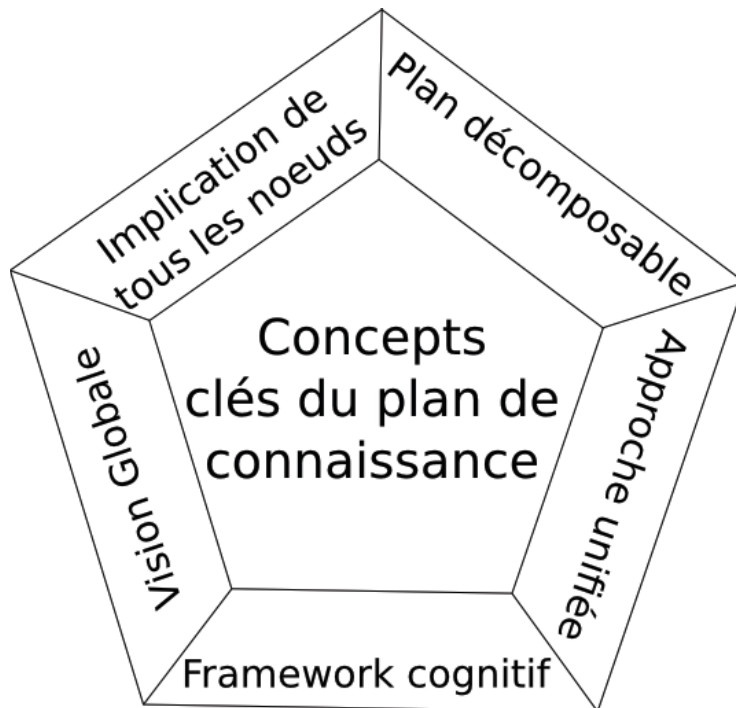 Implication de
tous les noeuds
Plan décomposable
Concepts
clés du plan de
connaissance
Vision Globale
Approche unifiée
Framework cognitif